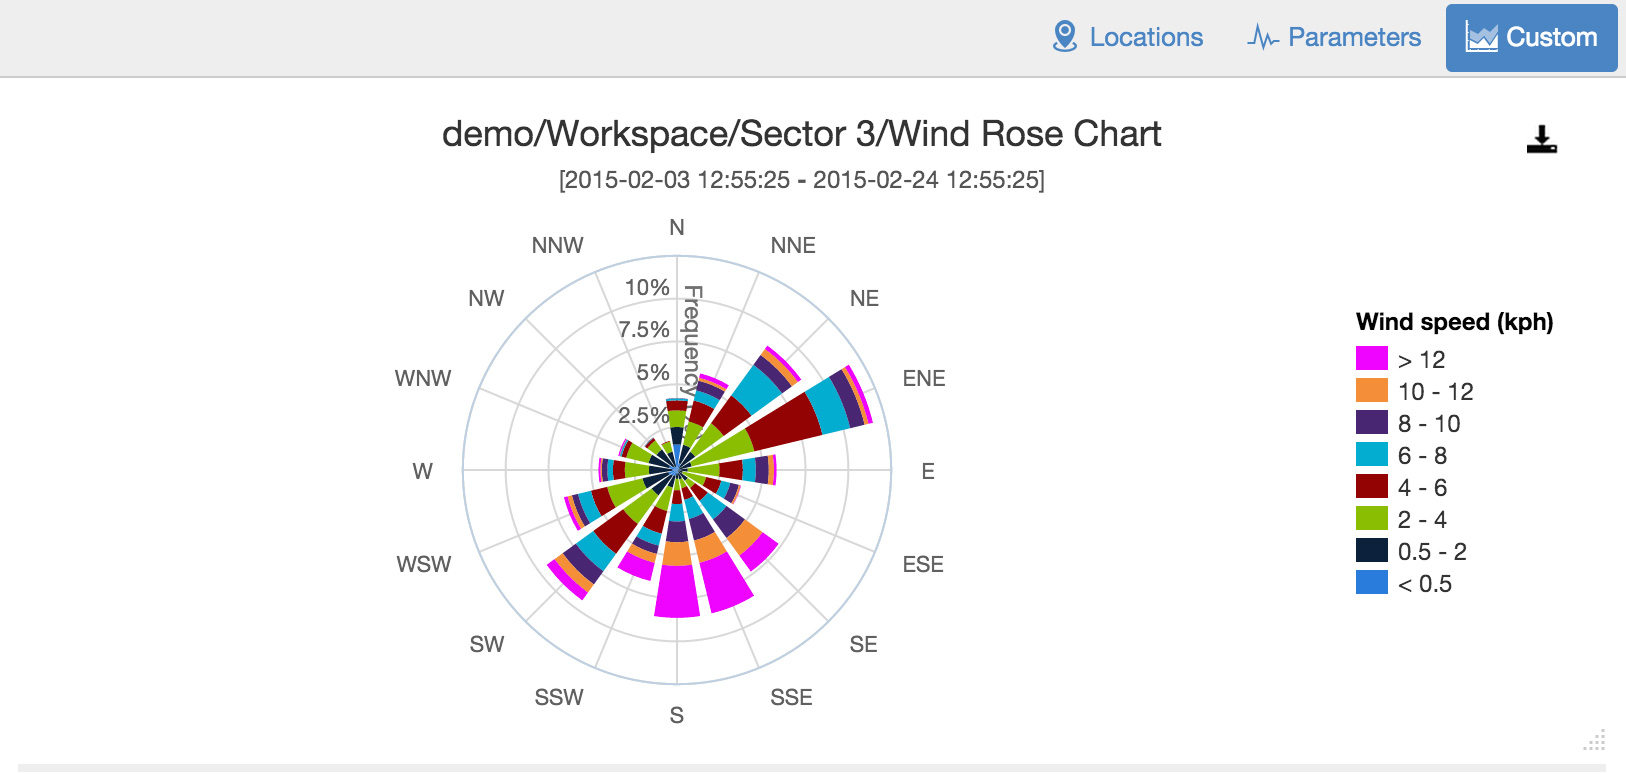 Locations
Parameters
Custom
demo/Workspace/Sector 3/Wind Rose Chart
[2015-02-03 12:55:25 - 2015-02-24 12:55:25]
N
NNE
NE
ENE
E
ESE
SE
SSE
S
SSW
SW
WSW
W
WNW
NW
NNW
10%
7.5%
5%
2.5%
Frequency
Wind speed (kph)
> 12
10 - 12
8 - 10
6 - 8
4 - 6
2 - 4
0.5 - 2
< 0.5